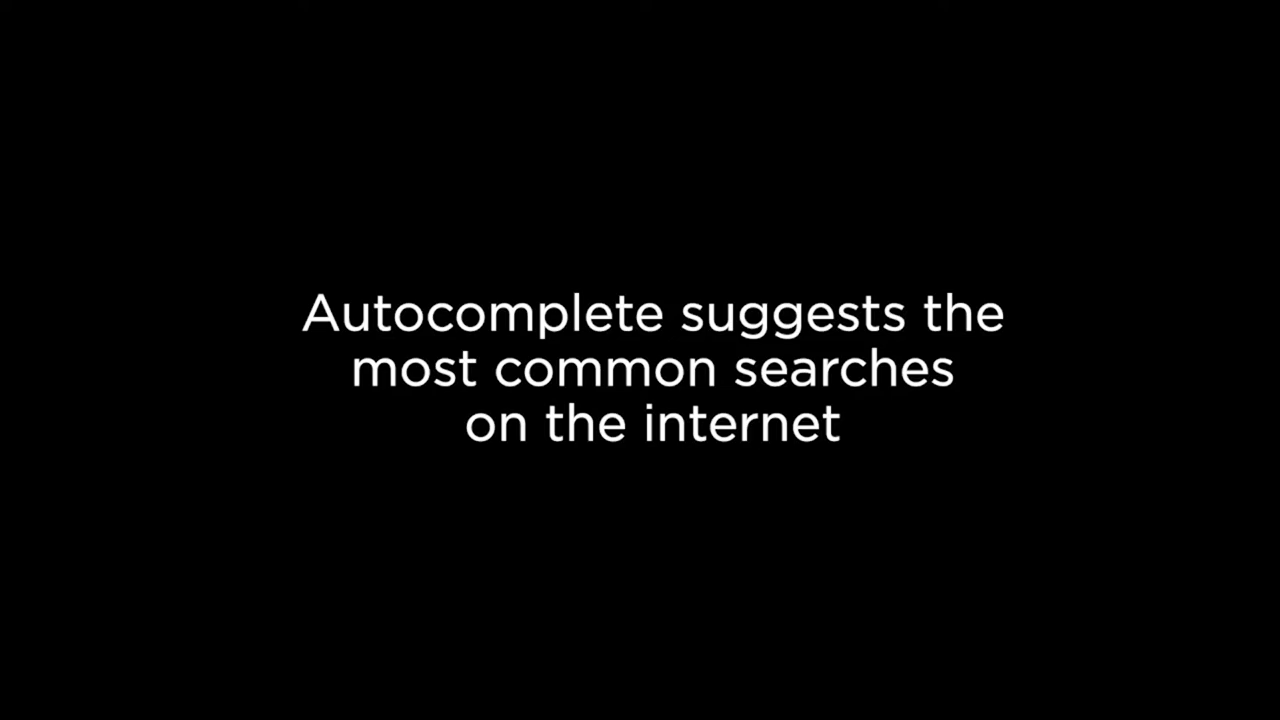 Autocomplete suggests the
most common searches
on the internet